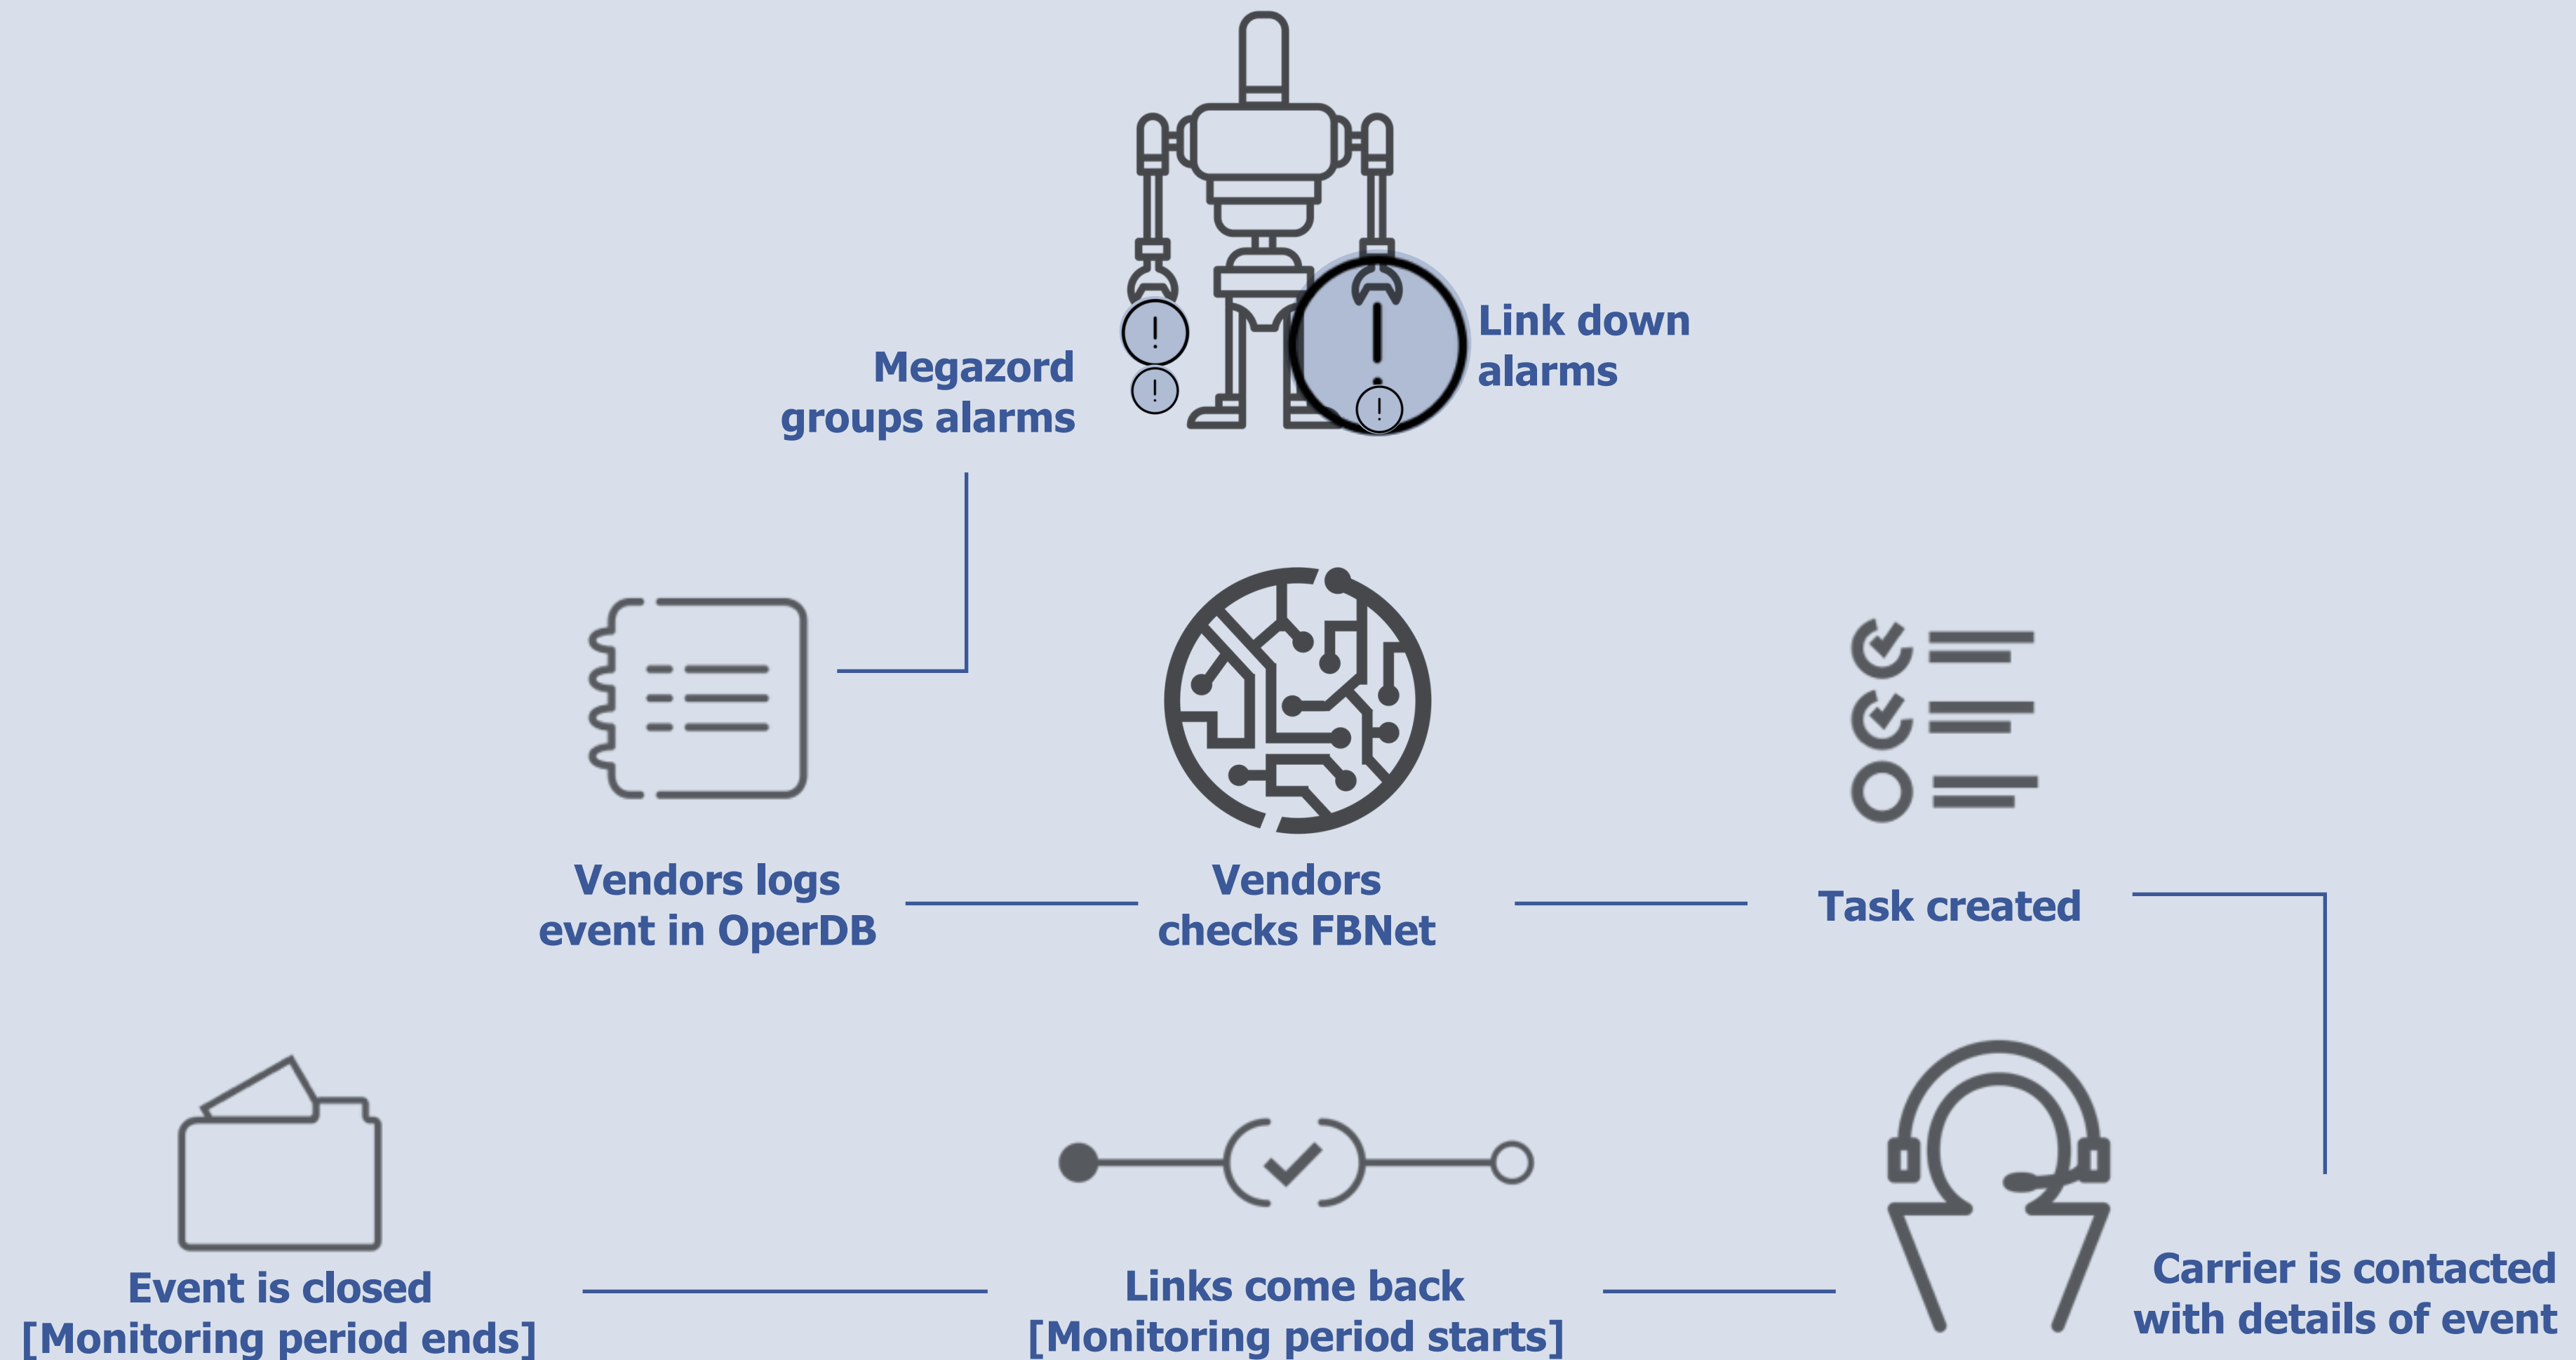 Link down
alarms
Megazord
groups alarms
Vendors logs
event in OperDB
Vendors
checks FBNet
Task created
Carrier is contacted
with details of event
Links come back
[Monitoring period starts]
Event is closed
[Monitoring period ends]